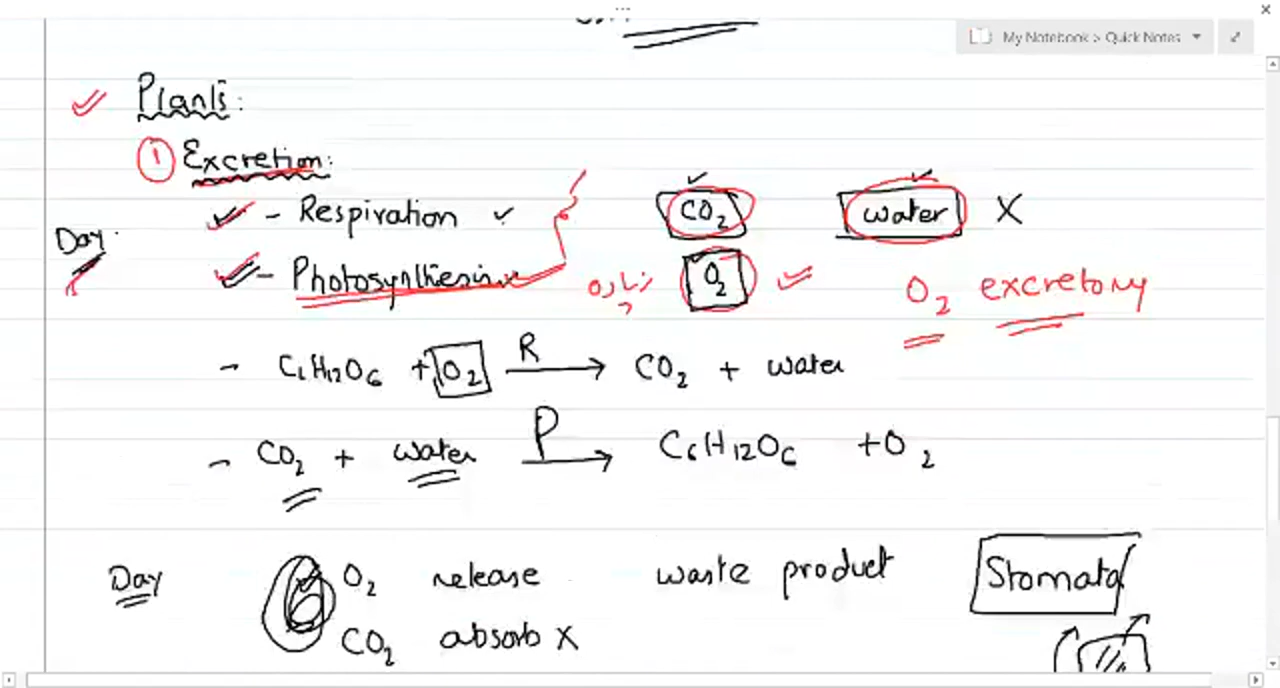 My Notebook > Quick Notes
Plants:
① Excretion:
- Respiration ✓ CO2 water X
Day:
- Photosynthesis O2 ✓ O2 excretory
- C6H12O6 + O2 R → CO2 + water
- CO2 + water P → C6H12O6 + O2
Day O2 release waste product Stomata
CO2 absorb X